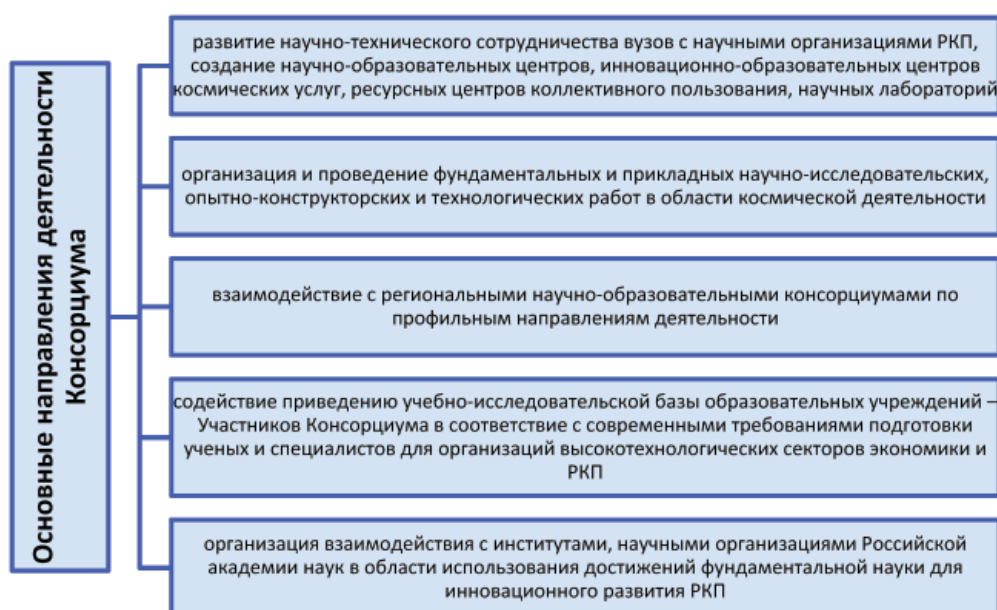 Основные направления деятельности
Консорциума
развитие научно-технического сотрудничества вузов с научными организациями РКП,
создание научно-образовательных центров, инновационно-образовательных центров
космических услуг, ресурсных центров коллективного пользования, научных лабораторий
организация и проведение фундаментальных и прикладных научно-исследовательских,
опытно-конструкторских и технологических работ в области космической деятельности
взаимодействие с региональными научно-образовательными консорциумами по
профильным направлениям деятельности
содействие приведению учебно-исследовательской базы образовательных учреждений –
Участников Консорциума в соответствие с современными требованиями подготовки
ученых и специалистов для организаций высокотехнологических секторов экономики и
РКП
организация взаимодействия с институтами, научными организациями Российской
академии наук в области использования достижений фундаментальной науки для
инновационного развития РКП